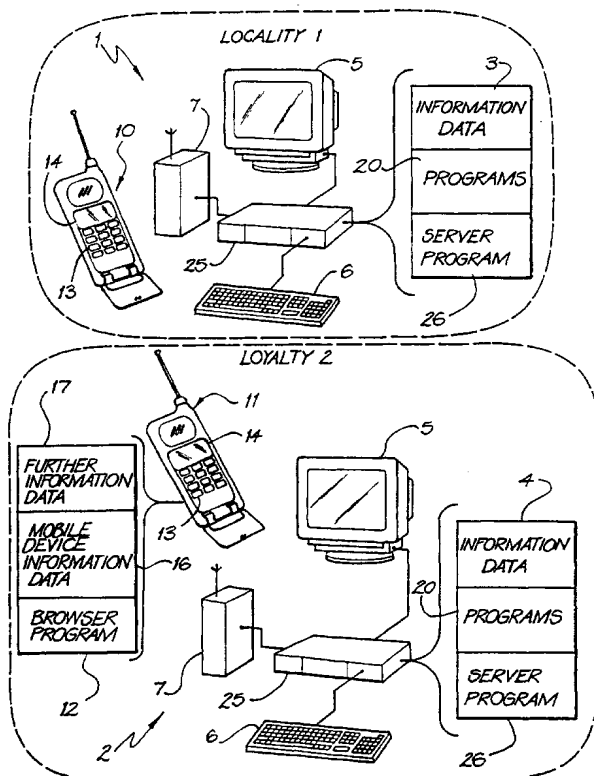 LOCALITY 1
1
5
3
7
INFORMATION
DATA
10
14
20
PROGRAMS
13
25
SERVER
PROGRAM
6
26
LOYALTY 2
17
11
14
5
4
FURTHER
INFORMATION
DATA
13
INFORMATION
DATA
MOBILE
DEVICE
INFORMATION
DATA
16
20
PROGRAMS
BROWSER
PROGRAM
SERVER
PROGRAM
12
7
25
2
6
26